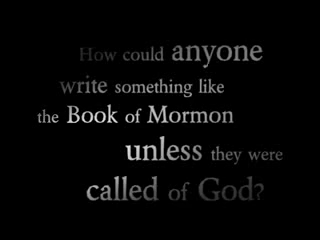 How could anyone
write something like
the Book of Mormon
unless they were
called of God?